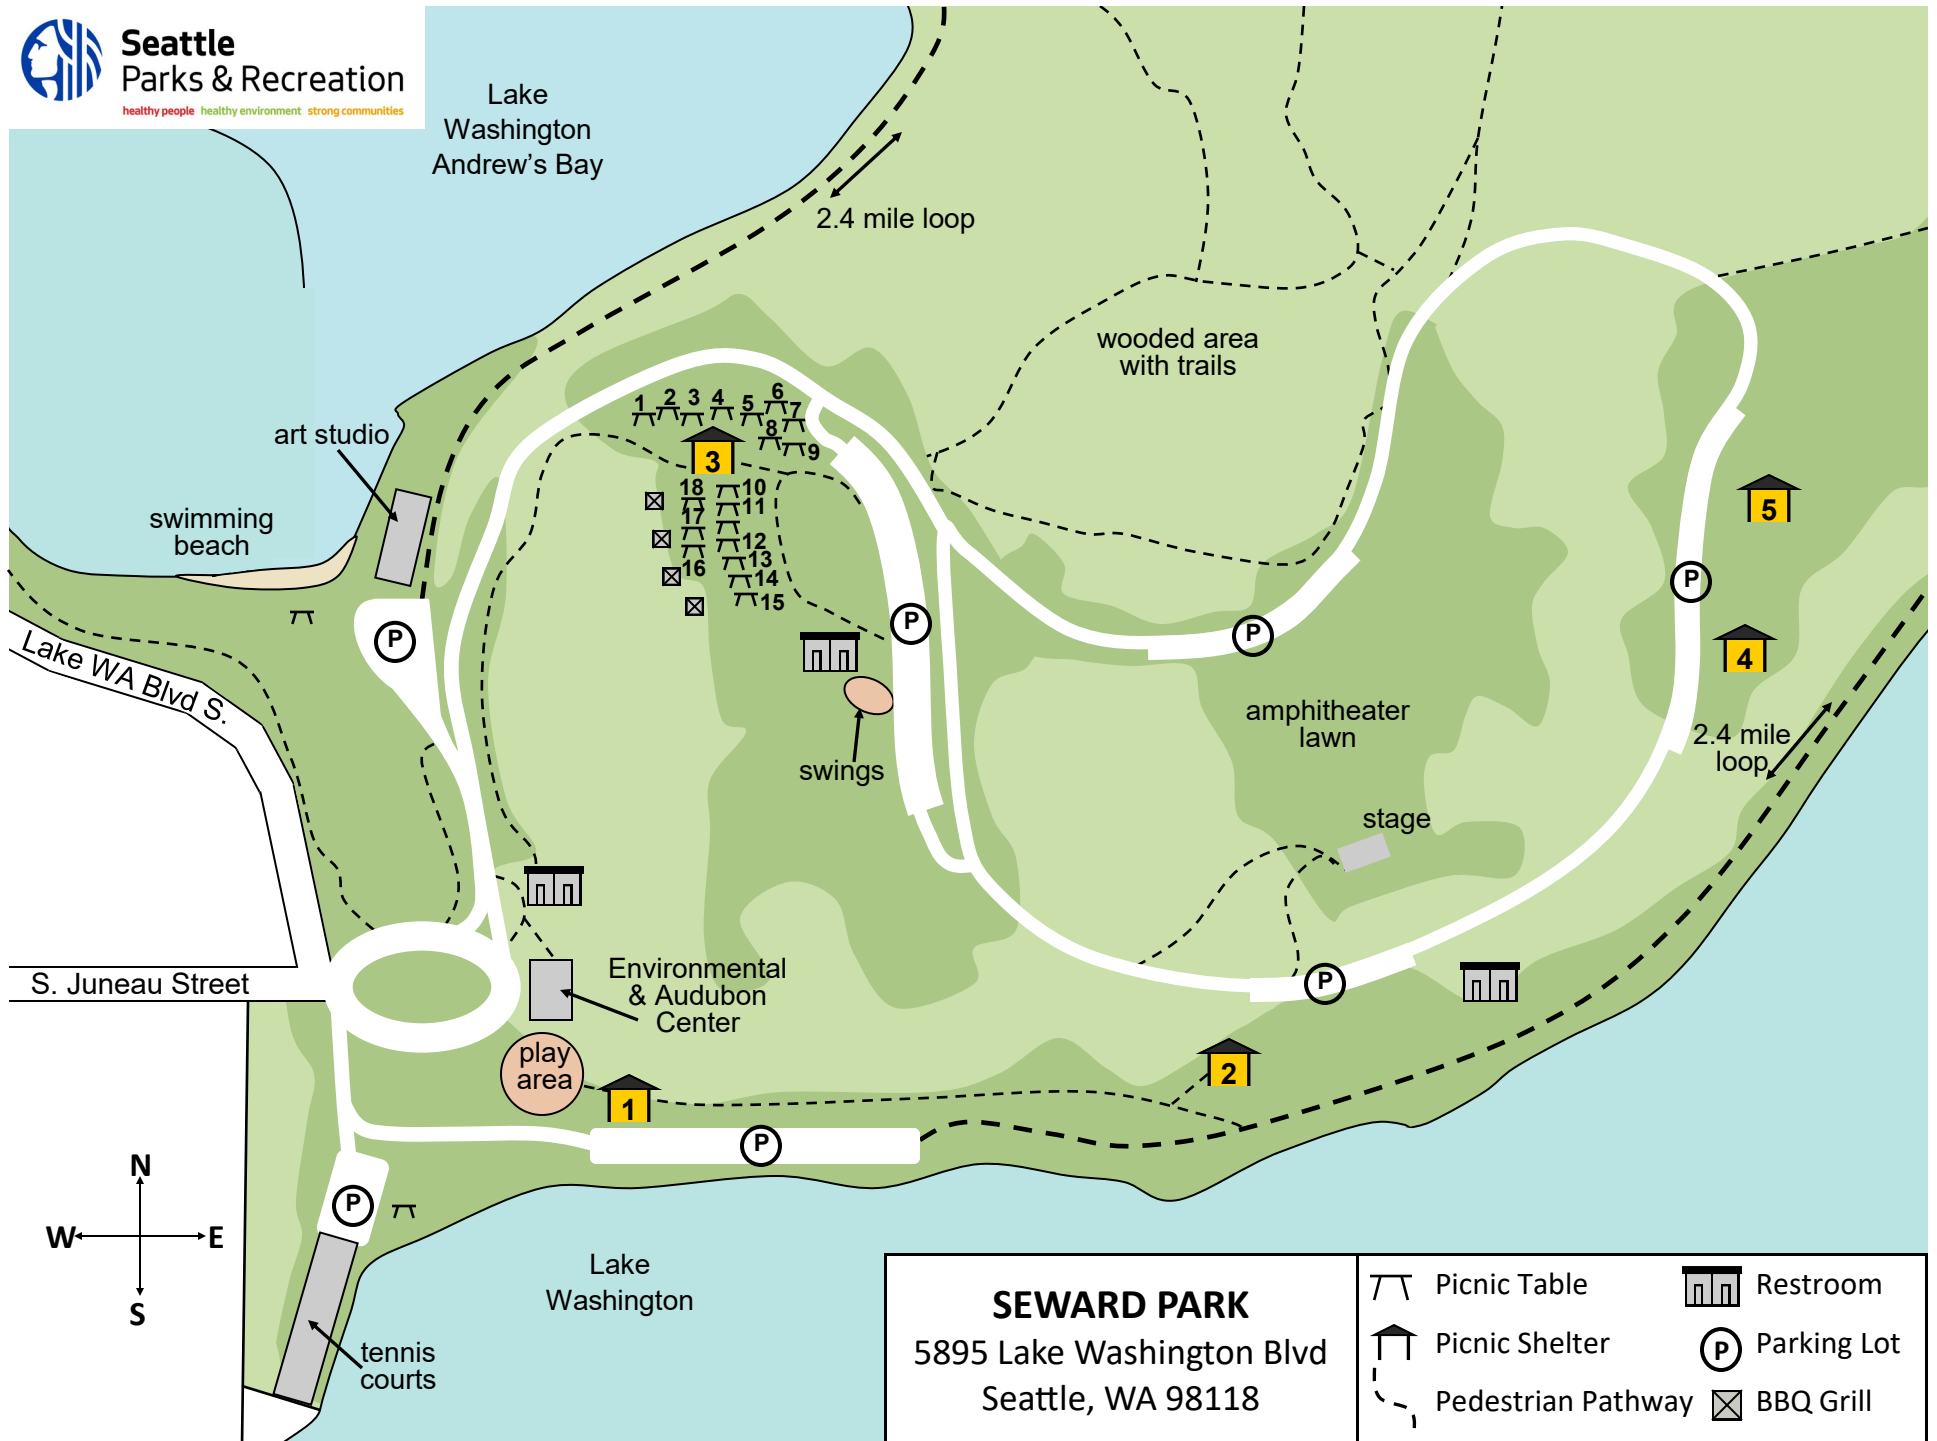 Seattle
Parks & Recreation
healthy people healthy environment strong communities
Lake
Washington
Andrew's Bay
2.4 mile loop
wooded area
with trails
art studio
swimming
beach
1 2 3 4 5 6 7
8 9
3
18 10
17 11
12
16 13
14
15
5
4
P
P
P
P
Lake WA Blvd S.
swings
amphitheater
lawn
2.4 mile
loop
stage
S. Juneau Street
Environmental
& Audubon
Center
P
play
area
1
2
P
P
N
W E
S
Lake
Washington
tennis
courts
SEWARD PARK
5895 Lake Washington Blvd
Seattle, WA 98118
Picnic Table
Restroom
Picnic Shelter
P Parking Lot
Pedestrian Pathway
BBQ Grill